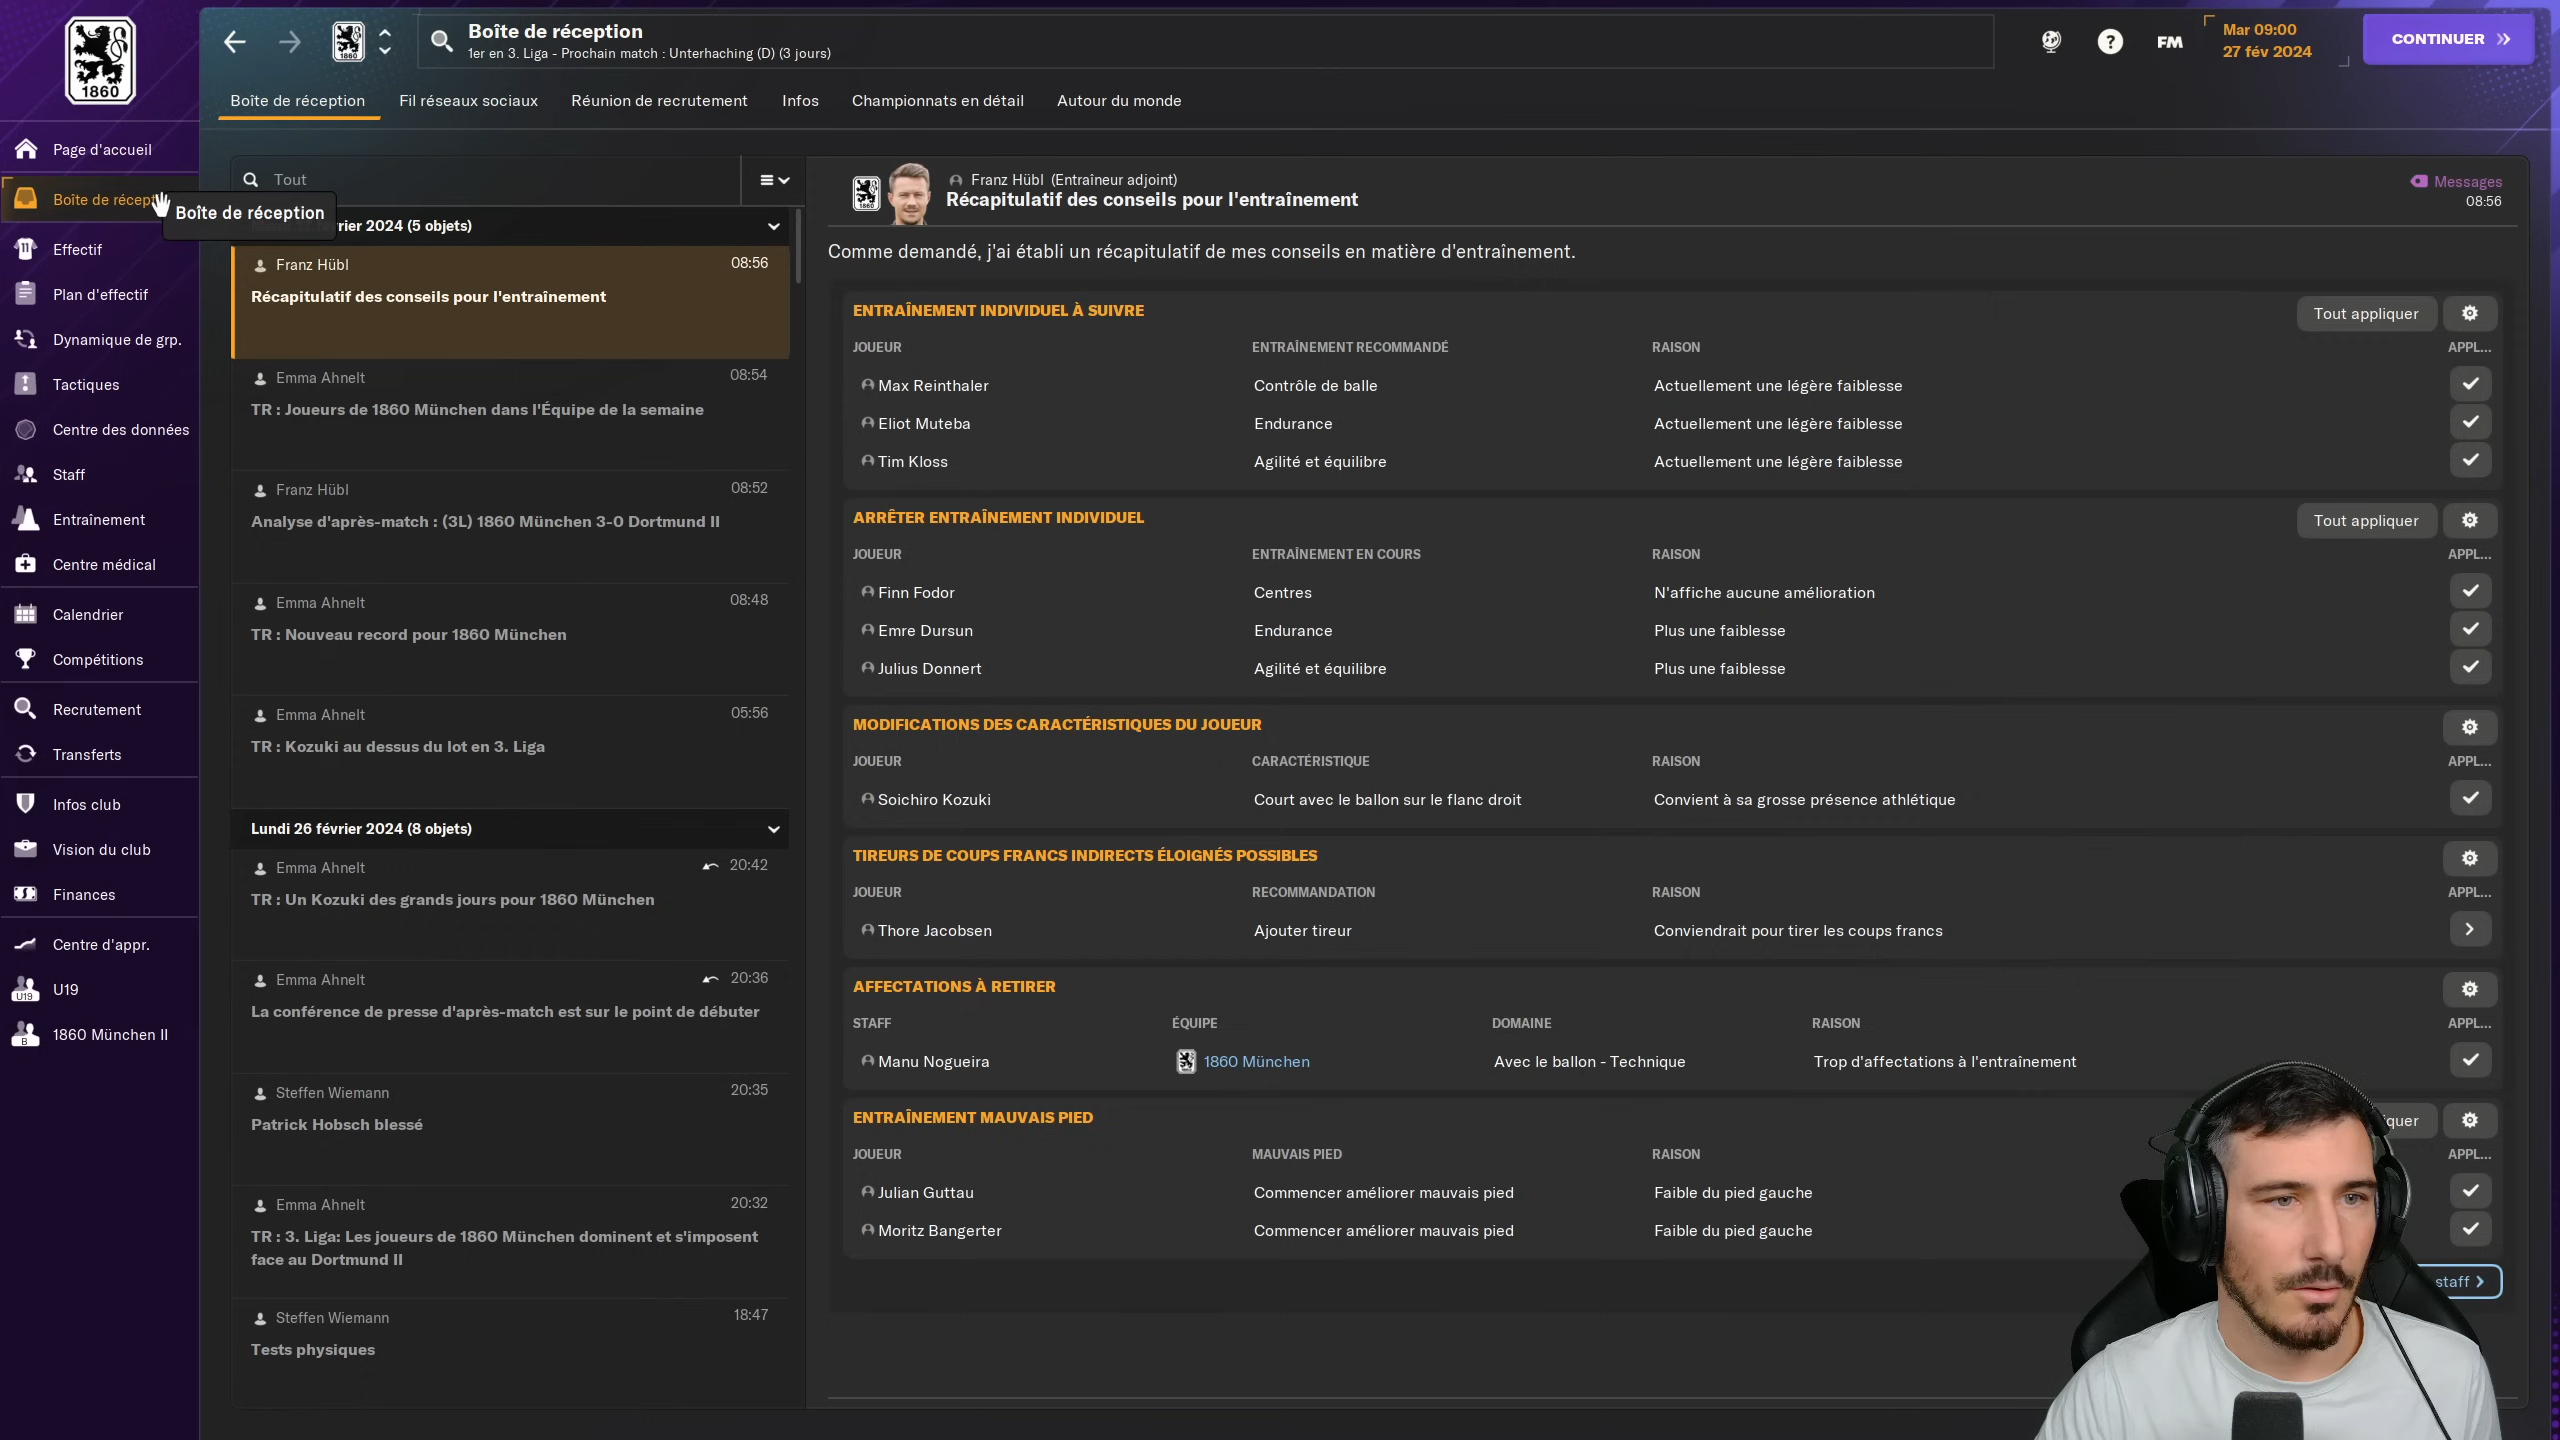 1860
Page d'accueil
Boîte de récept
Boîte de réception
Effectif
Plan d'effectif
Dynamique de grp.
Tactiques
Centre des données
Staff
Entraînement
Centre médical
Calendrier
Compétitions
Recrutement
Transferts
Infos club
Vision du club
Finances
Centre d'appr.
U19
U19
B
1860 München II
1860
Boîte de réception
1er en 3. Liga - Prochain match : Unterhaching (D) (3 jours)
?
FM
Mar 09:00
27 fév 2024
CONTINUER
Boîte de réception
Fil réseaux sociaux
Réunion de recrutement
Infos
Championnats en détail
Autour du monde
Tout
rier 2024 (5 objets)
Franz Hübl 08:56
Récapitulatif des conseils pour l'entraînement
Emma Ahnelt 08:54
TR : Joueurs de 1860 München dans l'Équipe de la semaine
Franz Hübl 08:52
Analyse d'après-match : (3L) 1860 München 3-0 Dortmund II
Emma Ahnelt 08:48
TR : Nouveau record pour 1860 München
Emma Ahnelt 05:56
TR : Kozuki au dessus du lot en 3. Liga
Lundi 26 février 2024 (8 objets)
Emma Ahnelt 20:42
TR : Un Kozuki des grands jours pour 1860 München
Emma Ahnelt 20:36
La conférence de presse d'après-match est sur le point de débuter
Steffen Wiemann 20:35
Patrick Hobsch blessé
Emma Ahnelt 20:32
TR : 3. Liga: Les joueurs de 1860 München dominent et s'imposent
face au Dortmund II
Steffen Wiemann 18:47
Tests physiques
Franz Hübl (Entraîneur adjoint)
Récapitulatif des conseils pour l'entraînement
Messages
08:56
Comme demandé, j'ai établi un récapitulatif de mes conseils en matière d'entraînement.
ENTRAÎNEMENT INDIVIDUEL À SUIVRE Tout appliquer
JOUEUR ENTRAÎNEMENT RECOMMANDÉ RAISON APPL...
Max Reinthaler Contrôle de balle Actuellement une légère faiblesse
Eliot Muteba Endurance Actuellement une légère faiblesse
Tim Kloss Agilité et équilibre Actuellement une légère faiblesse
ARRÊTER ENTRAÎNEMENT INDIVIDUEL Tout appliquer
JOUEUR ENTRAÎNEMENT EN COURS RAISON APPL...
Finn Fodor Centres N'affiche aucune amélioration
Emre Dursun Endurance Plus une faiblesse
Julius Donnert Agilité et équilibre Plus une faiblesse
MODIFICATIONS DES CARACTÉRISTIQUES DU JOUEUR
JOUEUR CARACTÉRISTIQUE RAISON APPL...
Soichiro Kozuki Court avec le ballon sur le flanc droit Convient à sa grosse présence athlétique
TIREURS DE COUPS FRANCS INDIRECTS ÉLOIGNÉS POSSIBLES
JOUEUR RECOMMANDATION RAISON APPL...
Thore Jacobsen Ajouter tireur Conviendrait pour tirer les coups francs
AFFECTATIONS À RETIRER
STAFF ÉQUIPE DOMAINE RAISON APPL...
Manu Nogueira 1860 München Avec le ballon - Technique Trop d'affectations à l'entraînement
ENTRAÎNEMENT MAUVAIS PIED quer
JOUEUR MAUVAIS PIED RAISON APPL...
Julian Guttau Commencer améliorer mauvais pied Faible du pied gauche
Moritz Bangerter Commencer améliorer mauvais pied Faible du pied gauche
staff